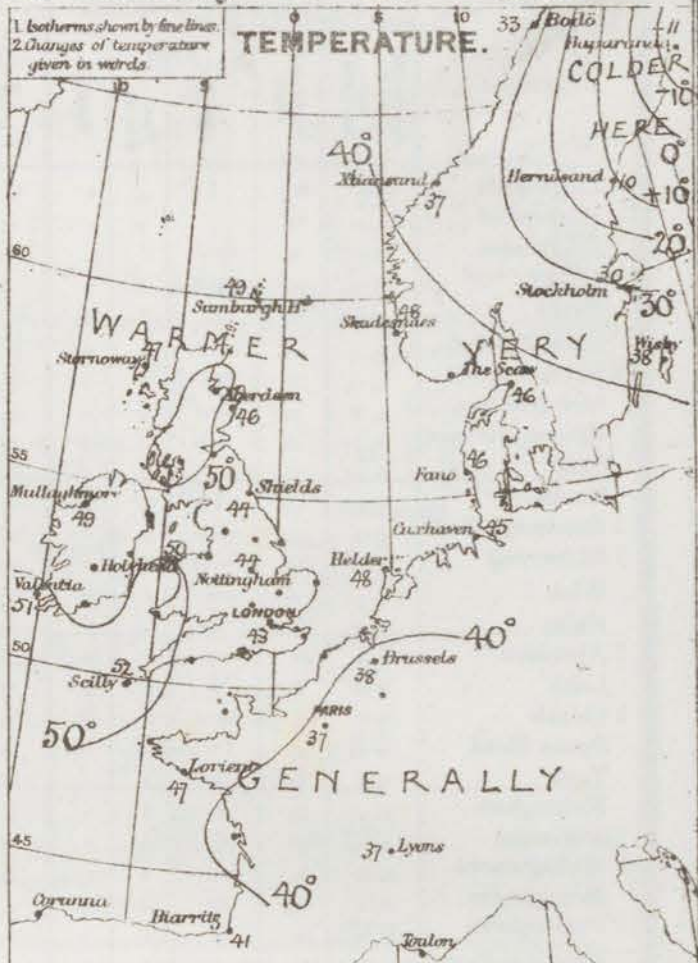 1. Isotherms shown by fine lines.
2. Changes of temperature
given in words.
TEMPERATURE.
10 5 0 5 10
33 Bodö
-11
Haparanda
COLDER
-10°
HERE
0°
40°
Xtiansund
37
Hernösand
10
+10°
20°
60
49
Sumburgh Hd
30
Stockholm
30°
WARMER
Skudesnaes
46
VERY
Wisby
38
Stornoway
47
The Scaw
46
Aberdeen
46
55
50°
Shields
44
Fano
46
Mullaghmore
49
Cuxhaven
45
Holyhead
50
44
Nottingham
Helder
48
Valentia
51
LONDON
43
40°
50
Scilly
52
Brussels
38
PARIS
37
50°
Lorient
47
GENERALLY
45
37 Lyons
40°
Corunna
Biarritz
41
Toulon